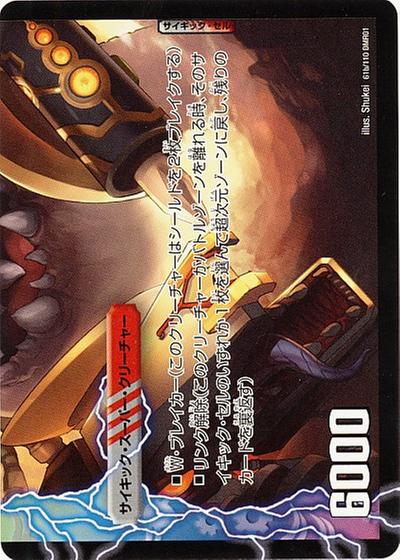 サイキック・セル
illus. Shukei 61b/110 DMR01
サイキック・スーパー・クリーチャー
■W・ブレイカー(このクリーチャーはシールドを2枚ブレイクする)
■リンク解除(このクリーチャーがバトルゾーンを離れる時、そのサ
イキック・セルのいずれか1枚を選んで超次元ゾーンに戻し、残りの
カードを裏返す)
6000